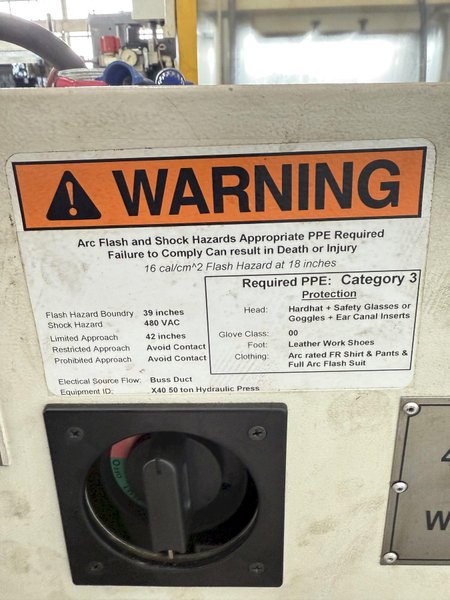 WARNING
Arc Flash and Shock Hazards Appropriate PPE Required
Failure to Comply Can result in Death or Injury
16 cal/cm^2 Flash Hazard at 18 inches
Required PPE: Category 3
Protection
Head: Hardhat + Safety Glasses or
Goggles + Ear Canal Inserts
Glove Class: 00
Foot: Leather Work Shoes
Clothing: Arc rated FR Shirt & Pants &
Full Arc Flash Suit
Flash Hazard Boundry 39 inches
Shock Hazard 480 VAC
Limited Approach 42 inches
Restricted Approach Avoid Contact
Prohibited Approach Avoid Contact
Electical Source Flow: Buss Duct
Equipment ID: X40 50 ton Hydraulic Press